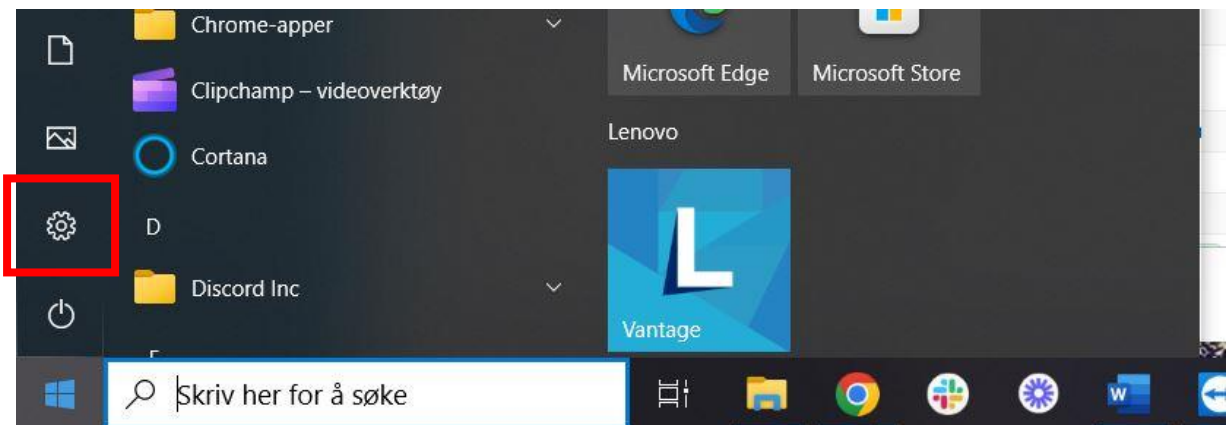 Chrome-apper
Clipchamp – videoverktøy
Cortana
D
Discord Inc
Microsoft Edge
Microsoft Store
Lenovo
L
Vantage
Skriv her for å søke
W